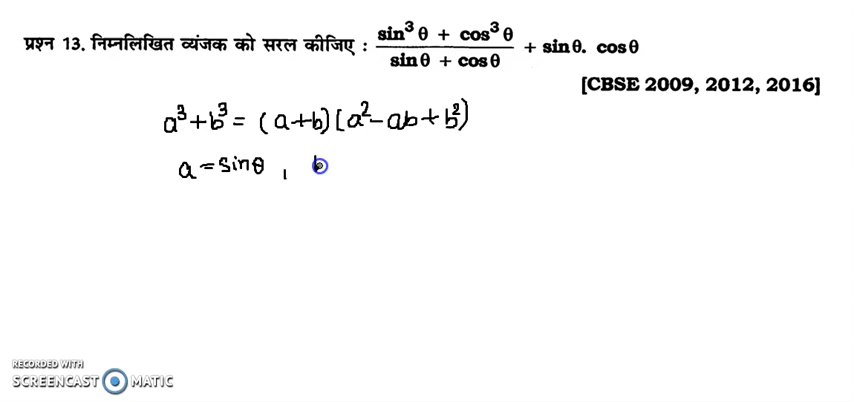 प्रश्न 13. निम्नलिखित व्यंजक को सरल कीजिए : (sin³θ + cos³θ)/(sinθ + cosθ) + sinθ. cosθ
[CBSE 2009, 2012, 2016]
a³+b³ = (a+b)(a²-ab+b²)
a = sinθ , b
RECORDED WITH
SCREENCAST MATIC